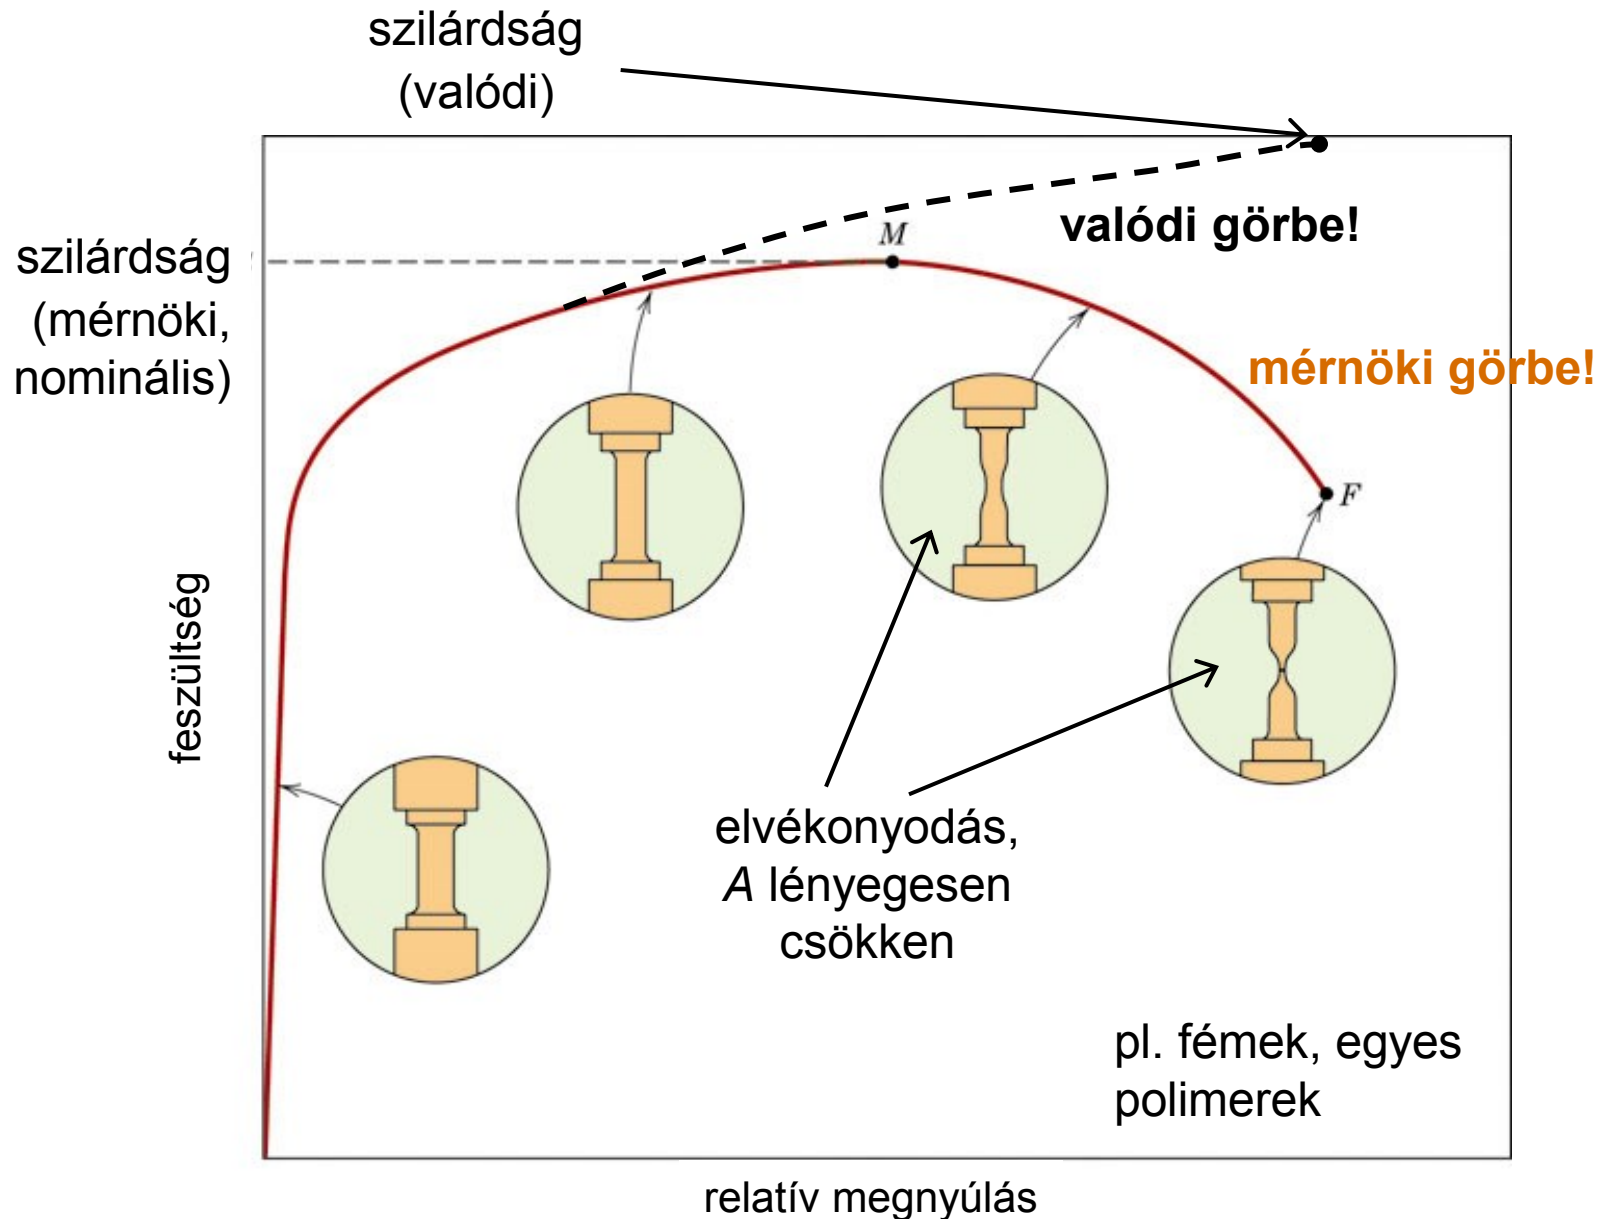 szilárdság
(valódi)
valódi görbe!
M
szilárdság
(mérnöki,
nominális)
mérnöki görbe!
F
feszültség
elvékonyodás,
A lényegesen
csökken
pl. fémek, egyes
polimerek
relatív megnyúlás